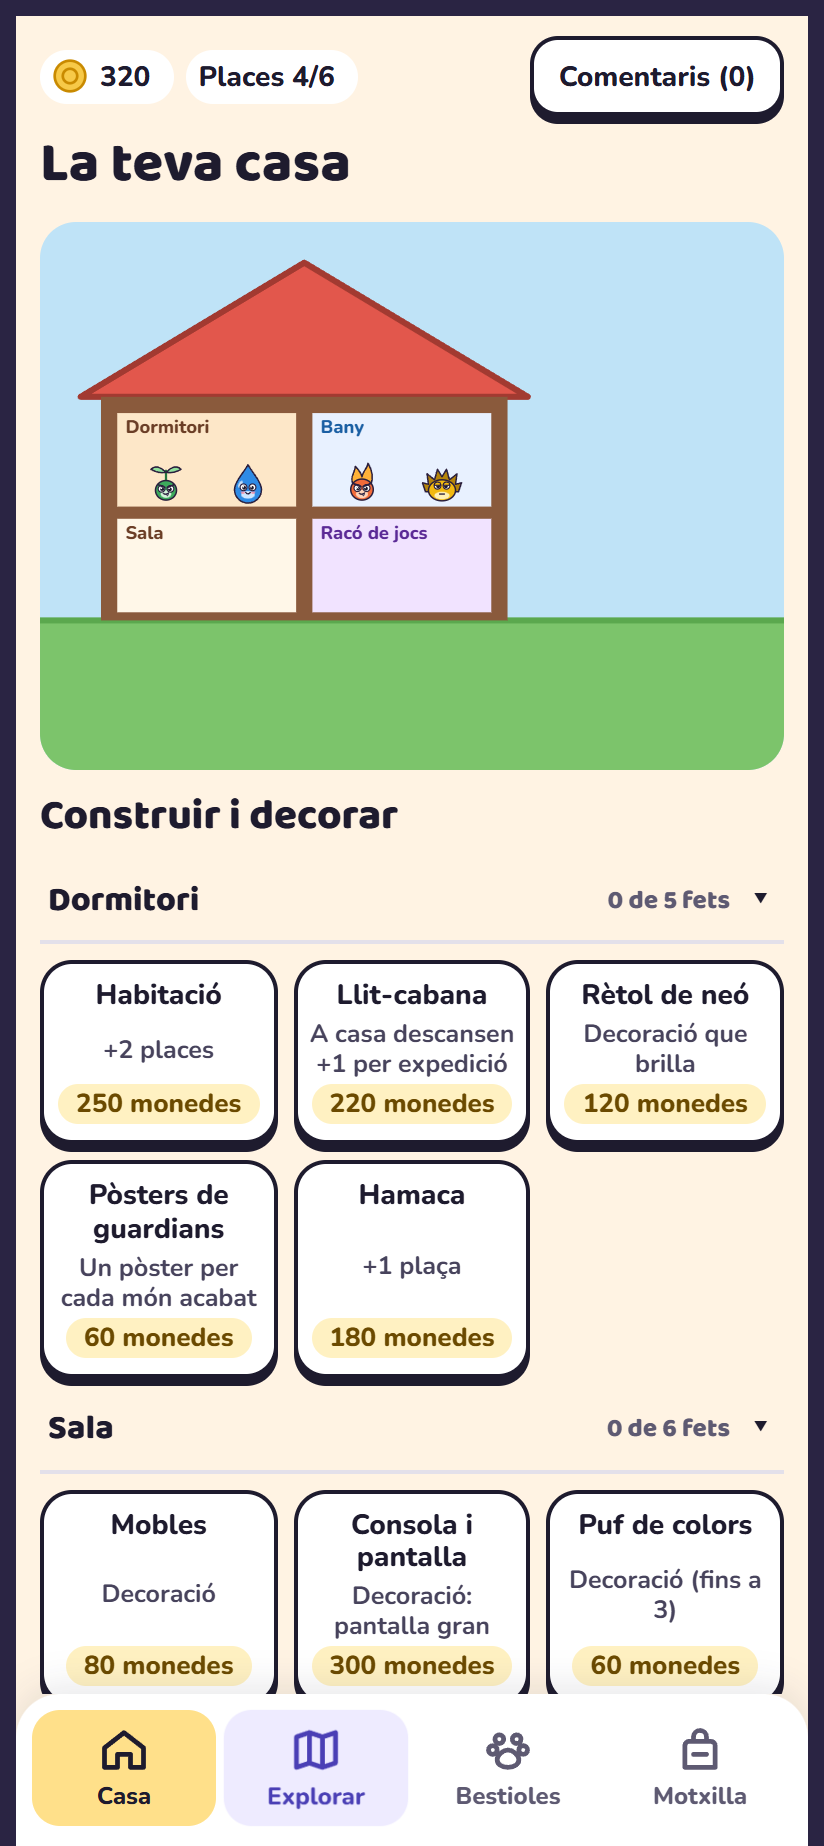 320
Places 4/6
Comentaris (0)
La teva casa
Dormitori
Bany
Sala
Racó de jocs
Construir i decorar
Dormitori
0 de 5 fets
Habitació
+2 places
250 monedes
Llit-cabana
A casa descansen
+1 per expedició
220 monedes
Rètol de neó
Decoració que
brilla
120 monedes
Pòsters de
guardians
Un pòster per
cada món acabat
60 monedes
Hamaca
+1 plaça
180 monedes
Sala
0 de 6 fets
Mobles
Decoració
80 monedes
Consola i
pantalla
Decoració:
pantalla gran
300 monedes
Puf de colors
Decoració (fins a
3)
60 monedes
Casa
Explorar
Bestioles
Motxilla